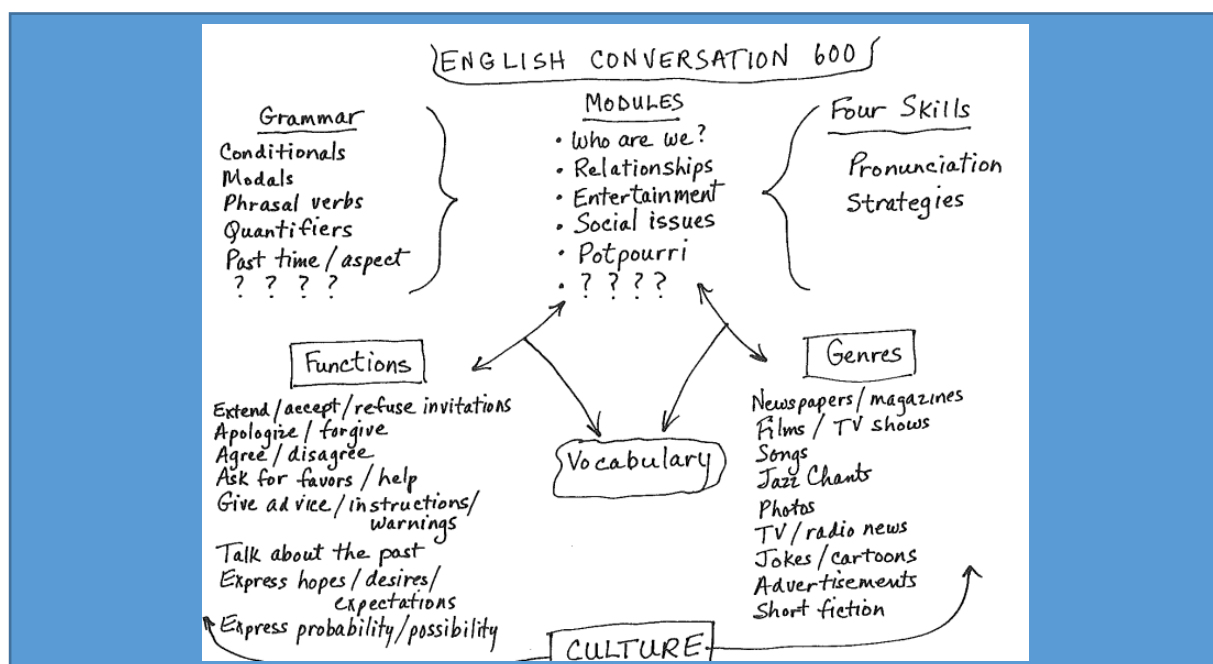 ENGLISH CONVERSATION 600
Grammar
Conditionals
Modals
Phrasal verbs
Quantifiers
Past time / aspect
? ? ? ?
MODULES
• Who are we?
• Relationships
• Entertainment
• Social issues
• Potpourri
• ? ? ? ?
Four Skills
Pronunciation
Strategies
Functions
Extend / accept / refuse invitations
Apologize / forgive
Agree / disagree
Ask for favors / help
Give advice / instructions /
warnings
Talk about the past
Express hopes / desires /
expectations
Express probability / possibility
Vocabulary
Genres
Newspapers / magazines
Films / TV shows
Songs
Jazz Chants
Photos
TV / radio news
Jokes / cartoons
Advertisements
Short fiction
CULTURE